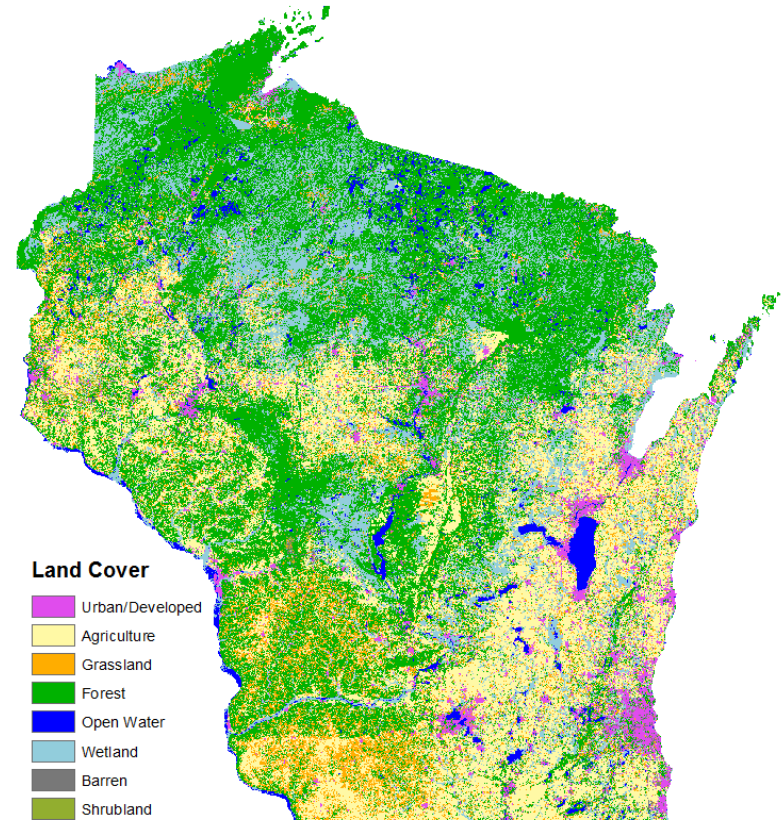 Land Cover
Urban/Developed
Agriculture
Grassland
Forest
Open Water
Wetland
Barren
Shrubland